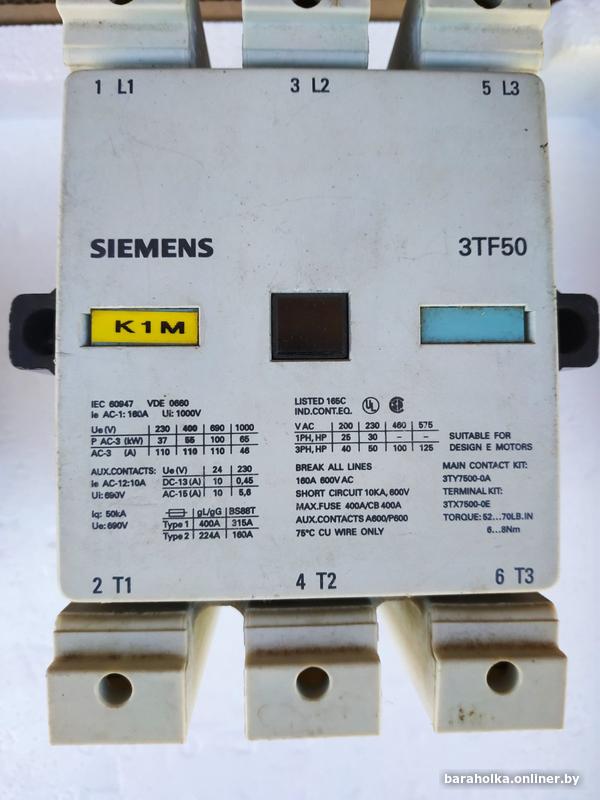 1 L1 3 L2 5 L3
SIEMENS 3TF50
K1M
IEC 60947 VDE 0660
Ie AC-1: 160A Ui: 1000V
Ue (V) 230 400 690 1000
P AC-3 (kW) 37 55 100 65
AC-3 (A) 110 110 110 46
AUX.CONTACTS: Ue (V) 24 230
Ie AC-12:10A DC-13 (A) 10 0,45
Ui: 690V AC-15 (A) 10 5,6
Iq: 50kA gL/gG BS88T
Ue: 690V Type 1 400A 315A
Type 2 224A 160A
LISTED 165C
IND.CONT.EQ. UL
V AC 200 230 460 575
1PH, HP 25 30 – –
3PH, HP 40 50 100 125
BREAK ALL LINES
160A 600V AC
SHORT CIRCUIT 10KA, 600V
MAX.FUSE 400A/CB 400A
AUX.CONTACTS A600/P600
75°C CU WIRE ONLY
SUITABLE FOR
DESIGN E MOTORS
MAIN CONTACT KIT:
3TY7500-0A
TERMINAL KIT:
3TX7500-0E
TORQUE: 52...70LB.IN
6...8Nm
2 T1 4 T2 6 T3
baraholka.onliner.by